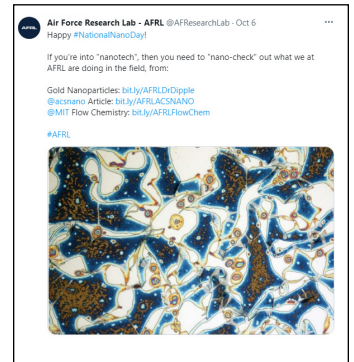 AFRL
Air Force Research Lab - AFRL @AFResearchLab · Oct 6
Happy #NationalNanoDay!
If you're into "nanotech", then you need to "nano-check" out what we at
AFRL are doing in the field, from:
Gold Nanoparticles: bit.ly/AFRLDrDipple
@acsnano Article: bit.ly/AFRLACSNANO
@MIT Flow Chemistry: bit.ly/AFRLFlowChem
#AFRL